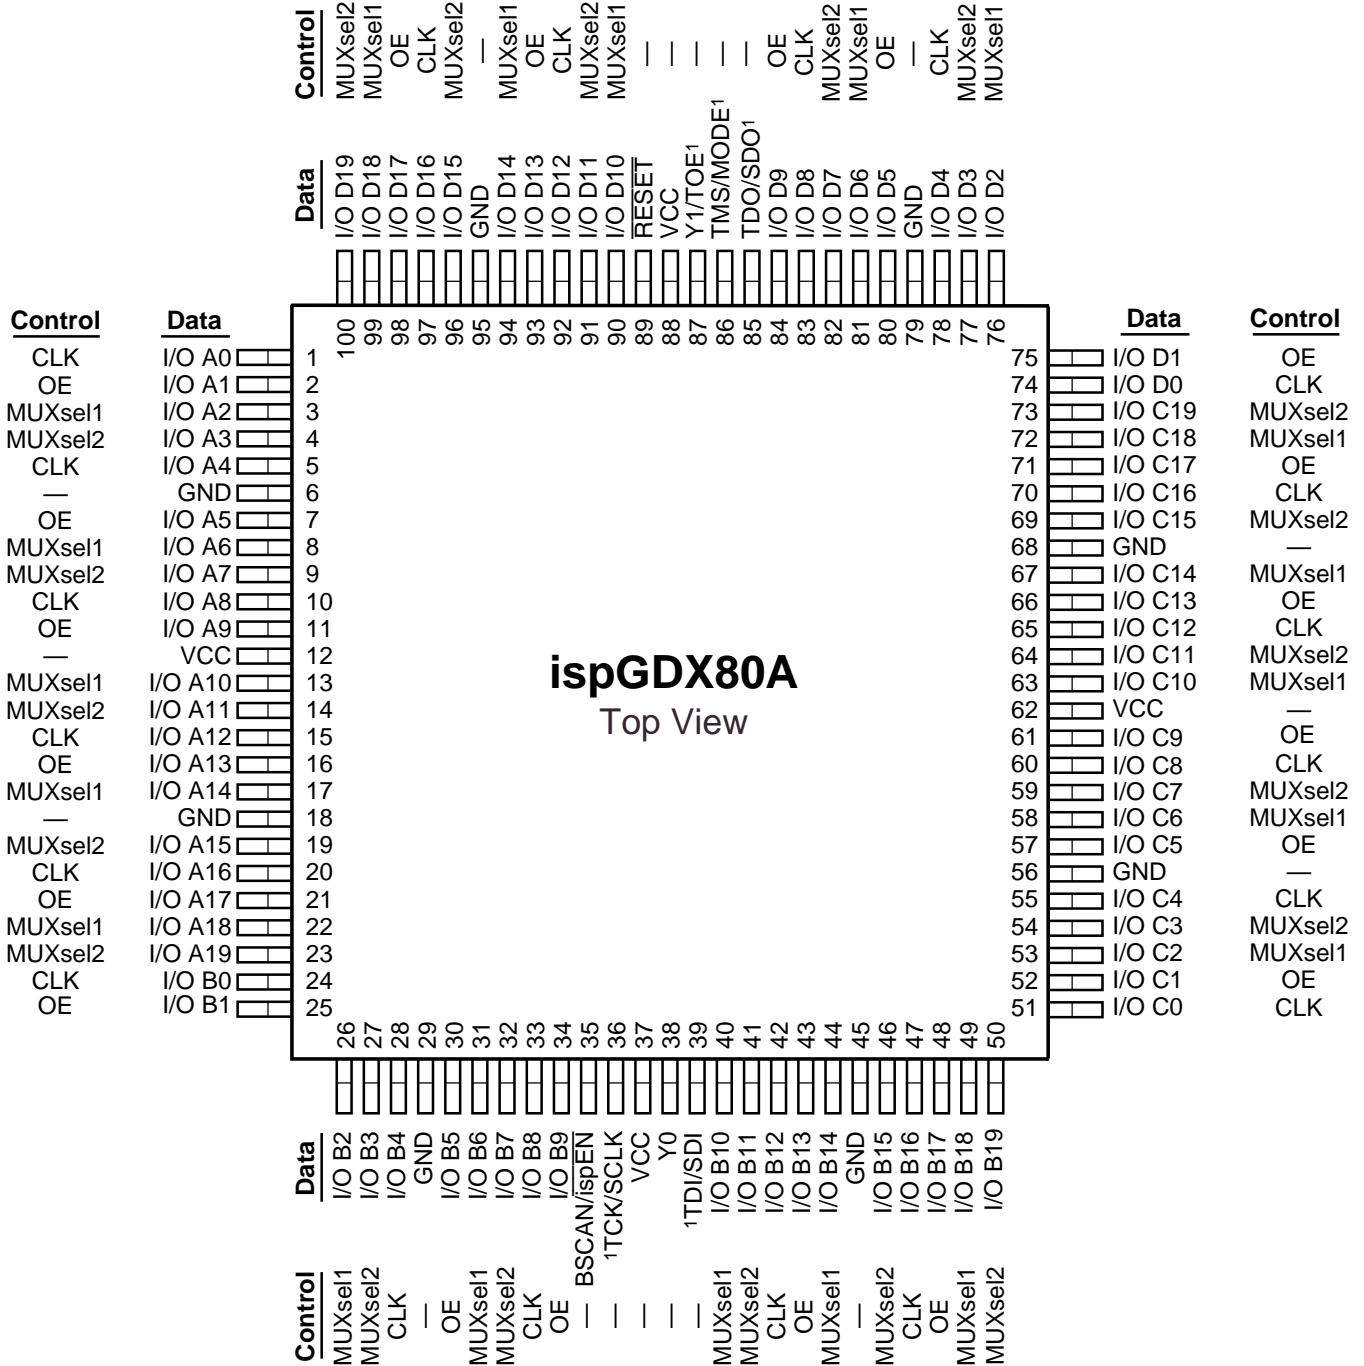 Control MUXsel2 MUXsel1 OE CLK MUXsel2 — MUXsel1 OE CLK MUXsel2 MUXsel1 — — — — — OE CLK MUXsel2 MUXsel1 OE — CLK MUXsel2 MUXsel1
Data I/O D19 I/O D18 I/O D17 I/O D16 I/O D15 GND I/O D14 I/O D13 I/O D12 I/O D11 I/O D10 RESET VCC Y1/TOE¹ TMS/MODE¹ TDO/SDO¹ I/O D9 I/O D8 I/O D7 I/O D6 I/O D5 GND I/O D4 I/O D3 I/O D2
100 99 98 97 96 95 94 93 92 91 90 89 88 87 86 85 84 83 82 81 80 79 78 77 76
Control Data Data Control
CLK I/O A0 1 75 I/O D1 OE
OE I/O A1 2 74 I/O D0 CLK
MUXsel1 I/O A2 3 73 I/O C19 MUXsel2
MUXsel2 I/O A3 4 72 I/O C18 MUXsel1
CLK I/O A4 5 71 I/O C17 OE
— GND 6 70 I/O C16 CLK
OE I/O A5 7 69 I/O C15 MUXsel2
MUXsel1 I/O A6 8 68 GND —
MUXsel2 I/O A7 9 67 I/O C14 MUXsel1
CLK I/O A8 10 66 I/O C13 OE
OE I/O A9 11 65 I/O C12 CLK
— VCC 12 64 I/O C11 MUXsel2
MUXsel1 I/O A10 13 63 I/O C10 MUXsel1
MUXsel2 I/O A11 14 62 VCC —
CLK I/O A12 15 61 I/O C9 OE
OE I/O A13 16 60 I/O C8 CLK
MUXsel1 I/O A14 17 59 I/O C7 MUXsel2
— GND 18 58 I/O C6 MUXsel1
MUXsel2 I/O A15 19 57 I/O C5 OE
CLK I/O A16 20 56 GND —
OE I/O A17 21 55 I/O C4 CLK
MUXsel1 I/O A18 22 54 I/O C3 MUXsel2
MUXsel2 I/O A19 23 53 I/O C2 MUXsel1
CLK I/O B0 24 52 I/O C1 OE
OE I/O B1 25 51 I/O C0 CLK
ispGDX80A
Top View
26 27 28 29 30 31 32 33 34 35 36 37 38 39 40 41 42 43 44 45 46 47 48 49 50
Data I/O B2 I/O B3 I/O B4 GND I/O B5 I/O B6 I/O B7 I/O B8 I/O B9 BSCAN/ispEN ¹TCK/SCLK VCC Y0 ¹TDI/SDI I/O B10 I/O B11 I/O B12 I/O B13 I/O B14 GND I/O B15 I/O B16 I/O B17 I/O B18 I/O B19
Control MUXsel1 MUXsel2 CLK — OE MUXsel1 MUXsel2 CLK OE — — — — — MUXsel1 MUXsel2 CLK OE MUXsel1 — MUXsel2 CLK OE MUXsel1 MUXsel2